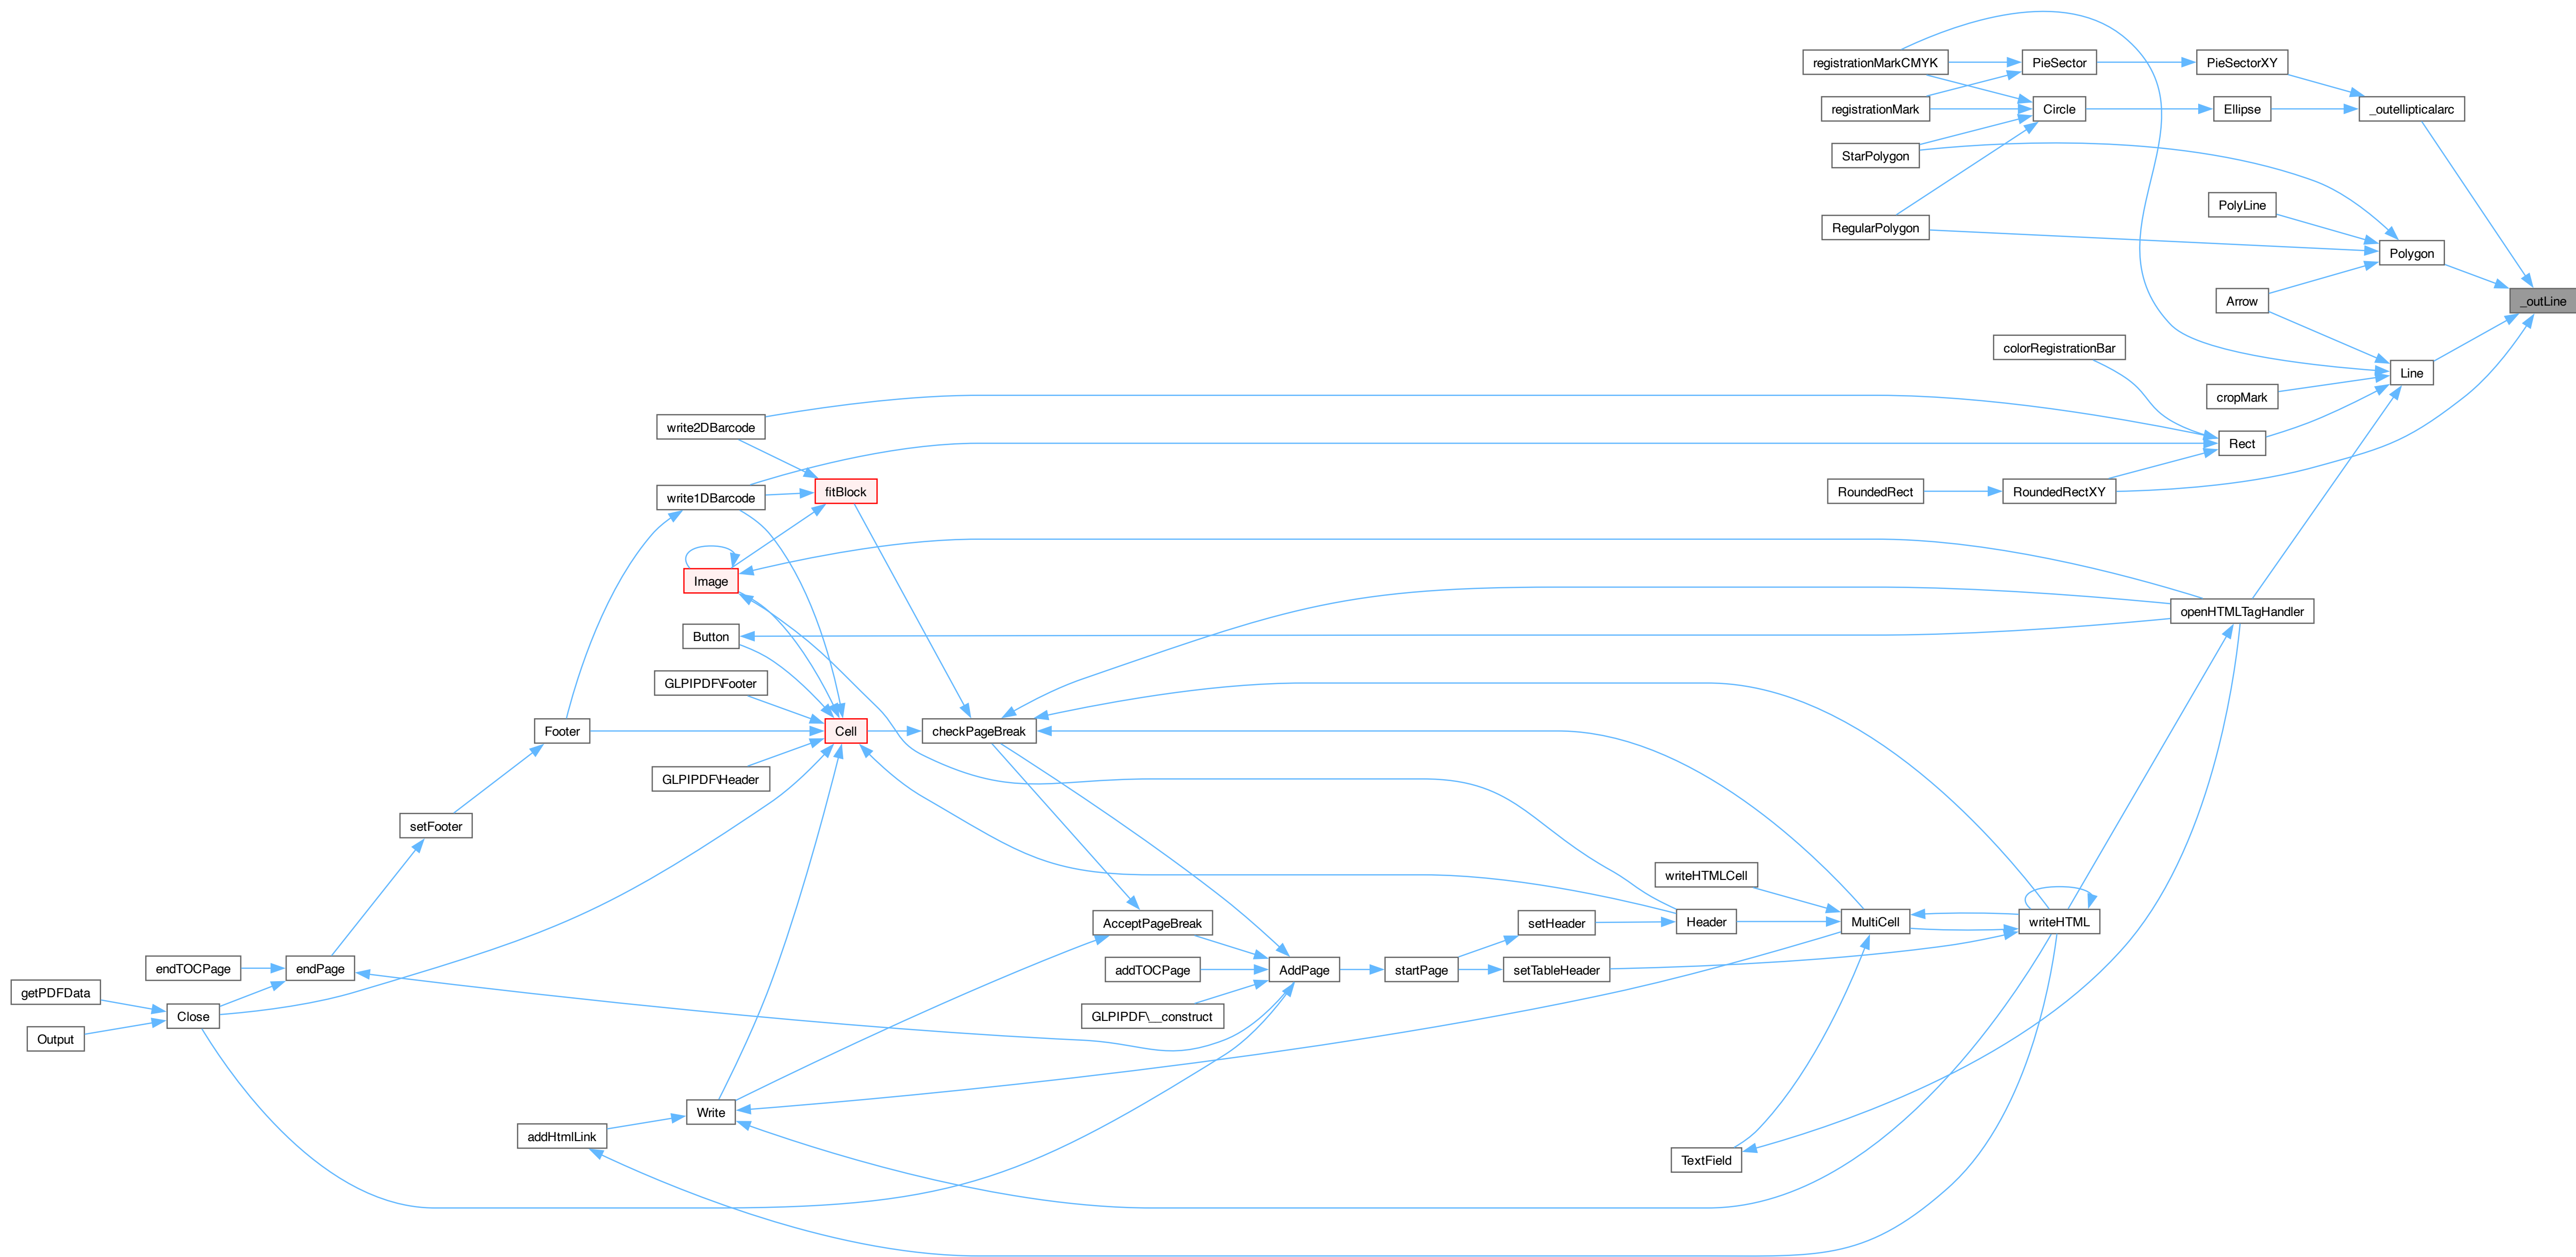 registrationMarkCMYK
PieSector
PieSectorXY
registrationMark
Circle
Ellipse
_outellipticalarc
StarPolygon
PolyLine
RegularPolygon
Polygon
Arrow
_outLine
colorRegistrationBar
Line
cropMark
write2DBarcode
Rect
fitBlock
write1DBarcode
RoundedRect
RoundedRectXY
Image
openHTMLTagHandler
Button
GLPIPDF\Footer
Footer
Cell
checkPageBreak
GLPIPDF\Header
setFooter
writeHTMLCell
AcceptPageBreak
setHeader
Header
MultiCell
writeHTML
endTOCPage
endPage
addTOCPage
AddPage
startPage
setTableHeader
getPDFData
Close
GLPIPDF\__construct
Output
Write
addHtmlLink
TextField